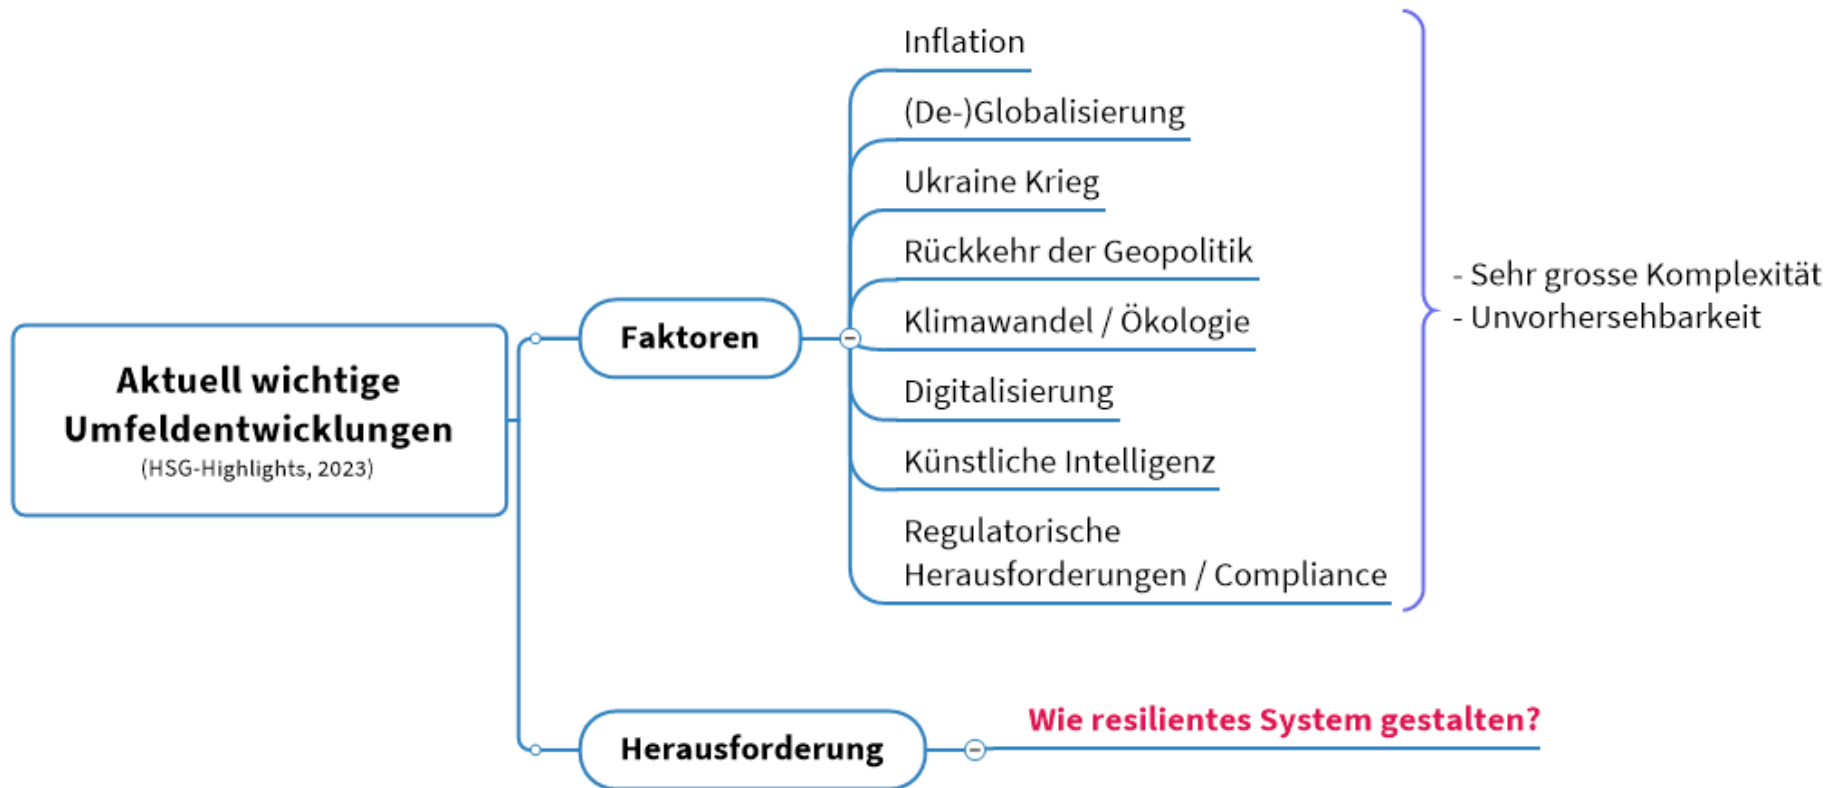 Aktuell wichtige
Umfeldentwicklungen
(HSG-Highlights, 2023)
Faktoren
Inflation
(De-)Globalisierung
Ukraine Krieg
Rückkehr der Geopolitik
Klimawandel / Ökologie
Digitalisierung
Künstliche Intelligenz
Regulatorische
Herausforderungen / Compliance
- Sehr grosse Komplexität
- Unvorhersehbarkeit
Herausforderung
Wie resilientes System gestalten?